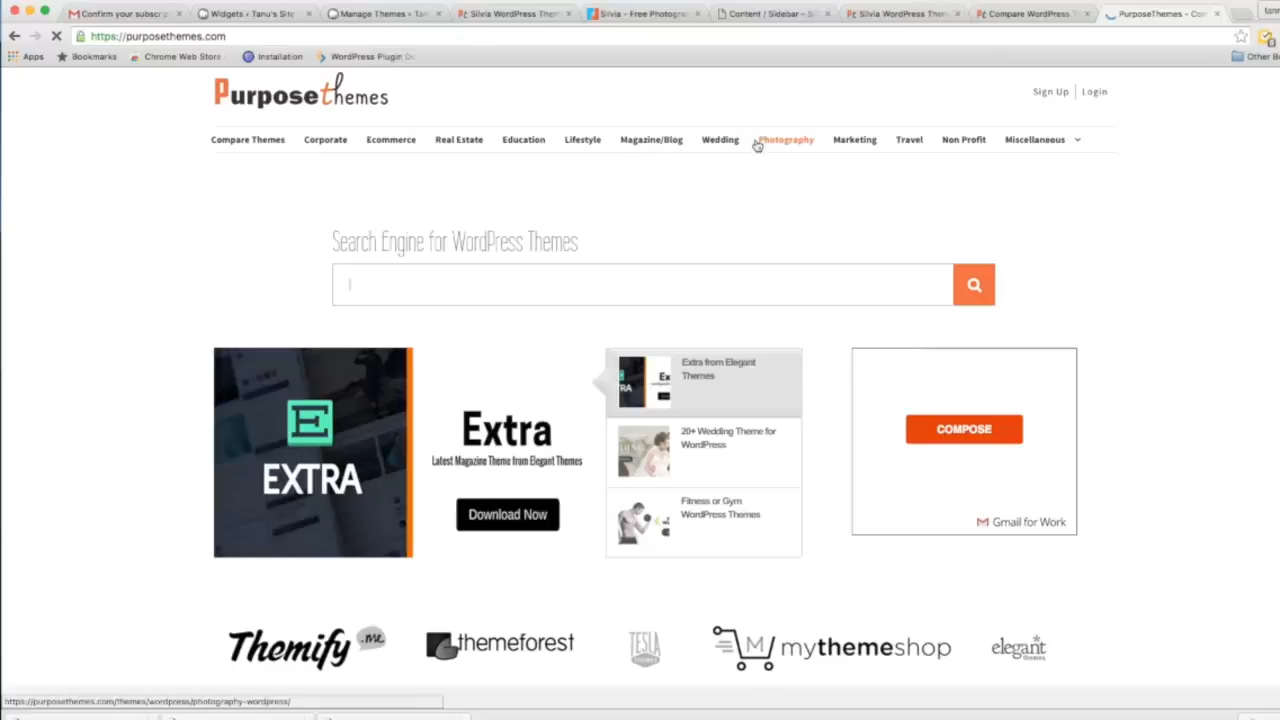 Confirm your subscrip
Widgets ‹ Tanu's Site
Manage Themes ‹ Tan
Silvia WordPress Them
Silvia - Free Photogra
Content / Sidebar – Si
Silvia WordPress Them
Compare WordPress T
PurposeThemes - Com
https://purposethemes.com
Apps
Bookmarks
Chrome Web Store
Installation
WordPress Plugin De
Other B
Purposethemes
Sign Up | Login
Compare Themes Corporate Ecommerce Real Estate Education Lifestyle Magazine/Blog Wedding Photography Marketing Travel Non Profit Miscellaneous
Search Engine for WordPress Themes
EXTRA
Extra
Latest Magazine Theme from Elegant Themes
Download Now
Extra from Elegant
Themes
20+ Wedding Theme for
WordPress
Fitness or Gym
WordPress Themes
COMPOSE
Gmail for Work
Themify .me
themeforest
TESLA
THEMES
mythemeshop
elegant
themes
https://purposethemes.com/themes/wordpress/photography-wordpress/